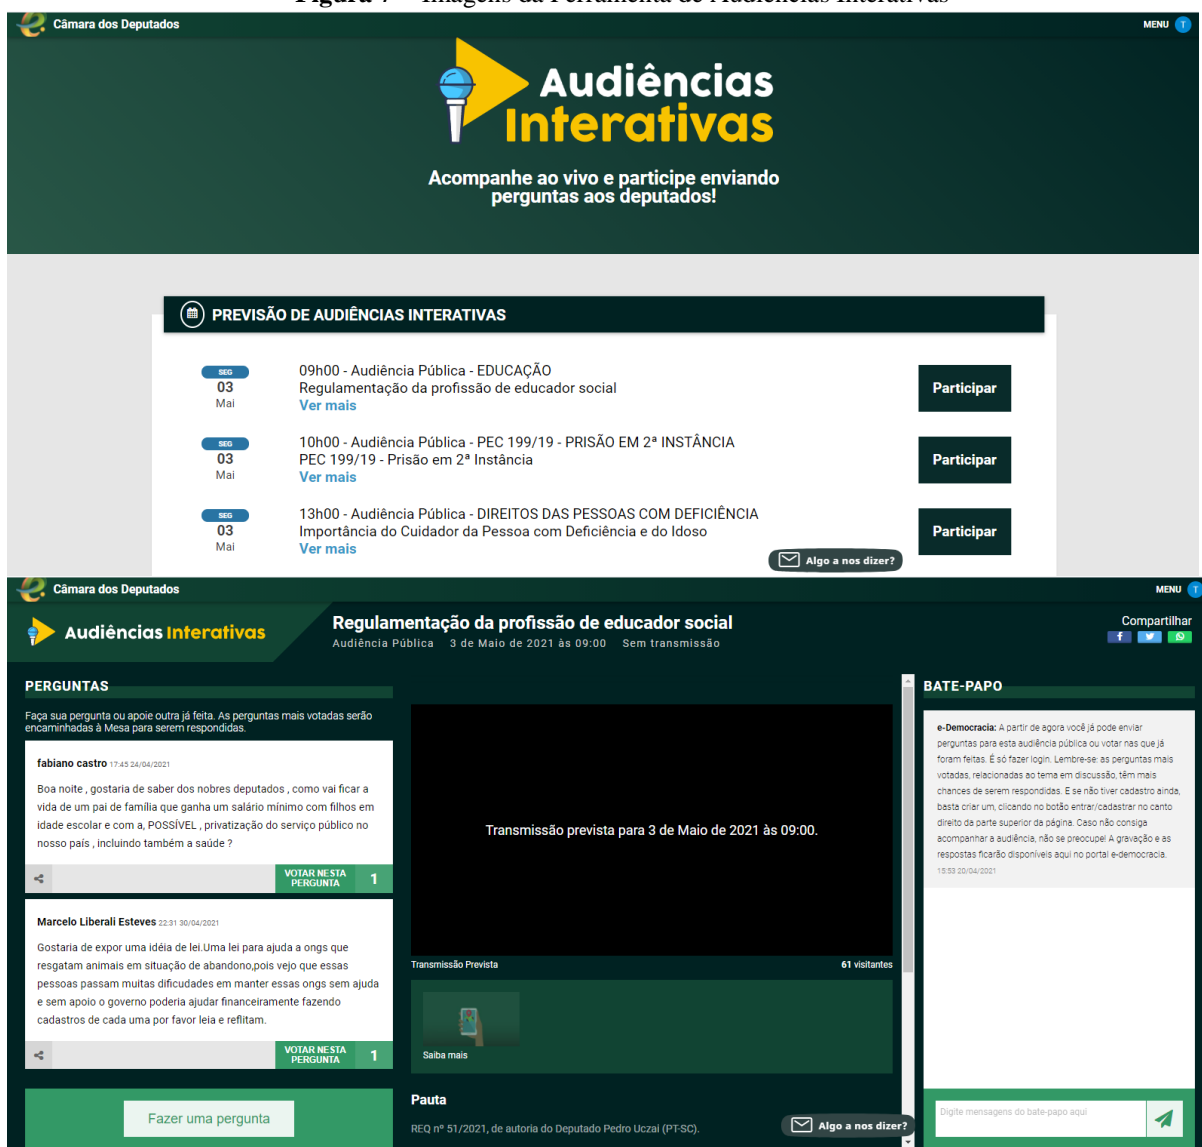 Figura 7 – Imagens da Ferramenta de Audiências Interativas
Câmara dos Deputados
MENU T
Audiências
Interativas
Acompanhe ao vivo e participe enviando
perguntas aos deputados!
PREVISÃO DE AUDIÊNCIAS INTERATIVAS
SEG
03
Mai
09h00 - Audiência Pública - EDUCAÇÃO
Regulamentação da profissão de educador social
Ver mais
Participar
SEG
03
Mai
10h00 - Audiência Pública - PEC 199/19 - PRISÃO EM 2ª INSTÂNCIA
PEC 199/19 - Prisão em 2ª Instância
Ver mais
Participar
SEG
03
Mai
13h00 - Audiência Pública - DIREITOS DAS PESSOAS COM DEFICIÊNCIA
Importância do Cuidador da Pessoa com Deficiência e do Idoso
Ver mais
Participar
Algo a nos dizer?
Câmara dos Deputados
MENU T
Audiências Interativas
Regulamentação da profissão de educador social
Audiência Pública 3 de Maio de 2021 às 09:00 Sem transmissão
Compartilhar
PERGUNTAS
Faça sua pergunta ou apoie outra já feita. As perguntas mais votadas serão
encaminhadas à Mesa para serem respondidas.
fabiano castro 17:45 24/04/2021
Boa noite , gostaria de saber dos nobres deputados , como vai ficar a
vida de um pai de família que ganha um salário mínimo com filhos em
idade escolar e com a, POSSÍVEL , privatização do serviço público no
nosso país , incluindo também a saúde ?
VOTAR NESTA
PERGUNTA 1
Marcelo Liberali Esteves 22:31 30/04/2021
Gostaria de expor uma idéia de lei.Uma lei para ajuda a ongs que
resgatam animais em situação de abandono,pois vejo que essas
pessoas passam muitas dificudades em manter essas ongs sem ajuda
e sem apoio o governo poderia ajudar financeiramente fazendo
cadastros de cada uma por favor leia e reflitam.
VOTAR NESTA
PERGUNTA 1
Fazer uma pergunta
Transmissão prevista para 3 de Maio de 2021 às 09:00.
Transmissão Prevista
61 visitantes
Saiba mais
Pauta
REQ nº 51/2021, de autoria do Deputado Pedro Uczai (PT-SC).
Algo a nos dizer?
BATE-PAPO
e-Democracia: A partir de agora você já pode enviar
perguntas para esta audiência pública ou votar nas que já
foram feitas. É só fazer login. Lembre-se: as perguntas mais
votadas, relacionadas ao tema em discussão, têm mais
chances de serem respondidas. E se não tiver cadastro ainda,
basta criar um, clicando no botão entrar/cadastrar no canto
direito da parte superior da página. Caso não consiga
acompanhar a audiência, não se preocupe! A gravação e as
respostas ficarão disponíveis aqui no portal e-democracia.
15:53 20/04/2021
Digite mensagens do bate-papo aqui